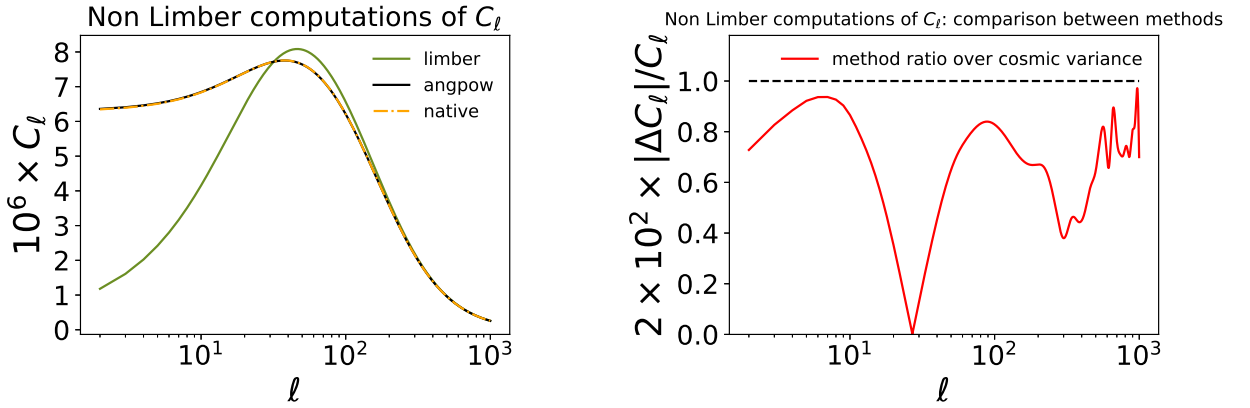 Non Limber computations of $C_\ell$
$10^6 \times C_\ell$
8
7
6
5
4
3
2
1
0
limber
angpow
native
$10^1$ $10^2$ $10^3$
$\ell$
Non Limber computations of $C_\ell$: comparison between methods
$2 \times 10^2 \times |\Delta C_\ell|/C_\ell$
method ratio over cosmic variance
1.0
0.8
0.6
0.4
0.2
0.0
$10^1$ $10^2$ $10^3$
$\ell$